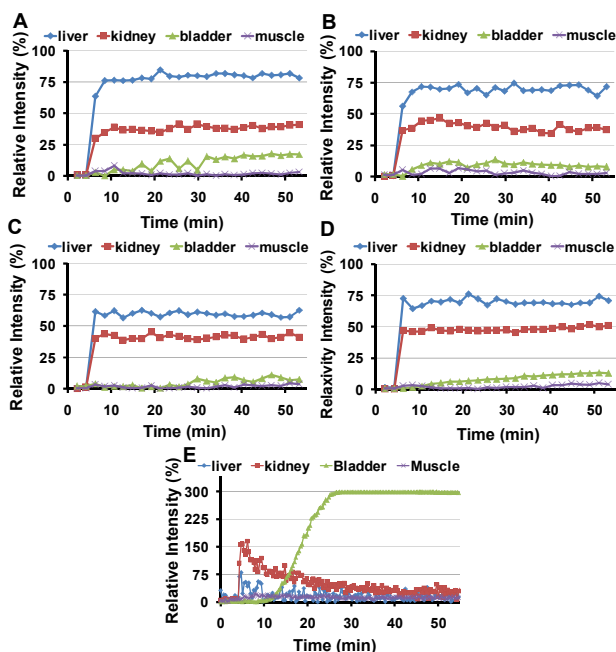 A
B
liver kidney bladder muscle
liver kidney bladder muscle
Relative Intensity (%)
100
75
50
25
0
0 10 20 30 40 50
Time (min)
Relative Intensity (%)
100
75
50
25
0
0 10 20 30 40 50
Time (min)
C
D
liver kidney bladder muscle
liver kidney bladder muscle
Relative Intensity (%)
100
75
50
25
0
0 10 20 30 40 50
Time (min)
Relaxivity Intensity (%)
100
75
50
25
0
0 10 20 30 40 50
Time (min)
E
liver kidney Bladder Muscle
Relative Intensity (%)
300
225
150
75
0
0 10 20 30 40 50
Time (min)